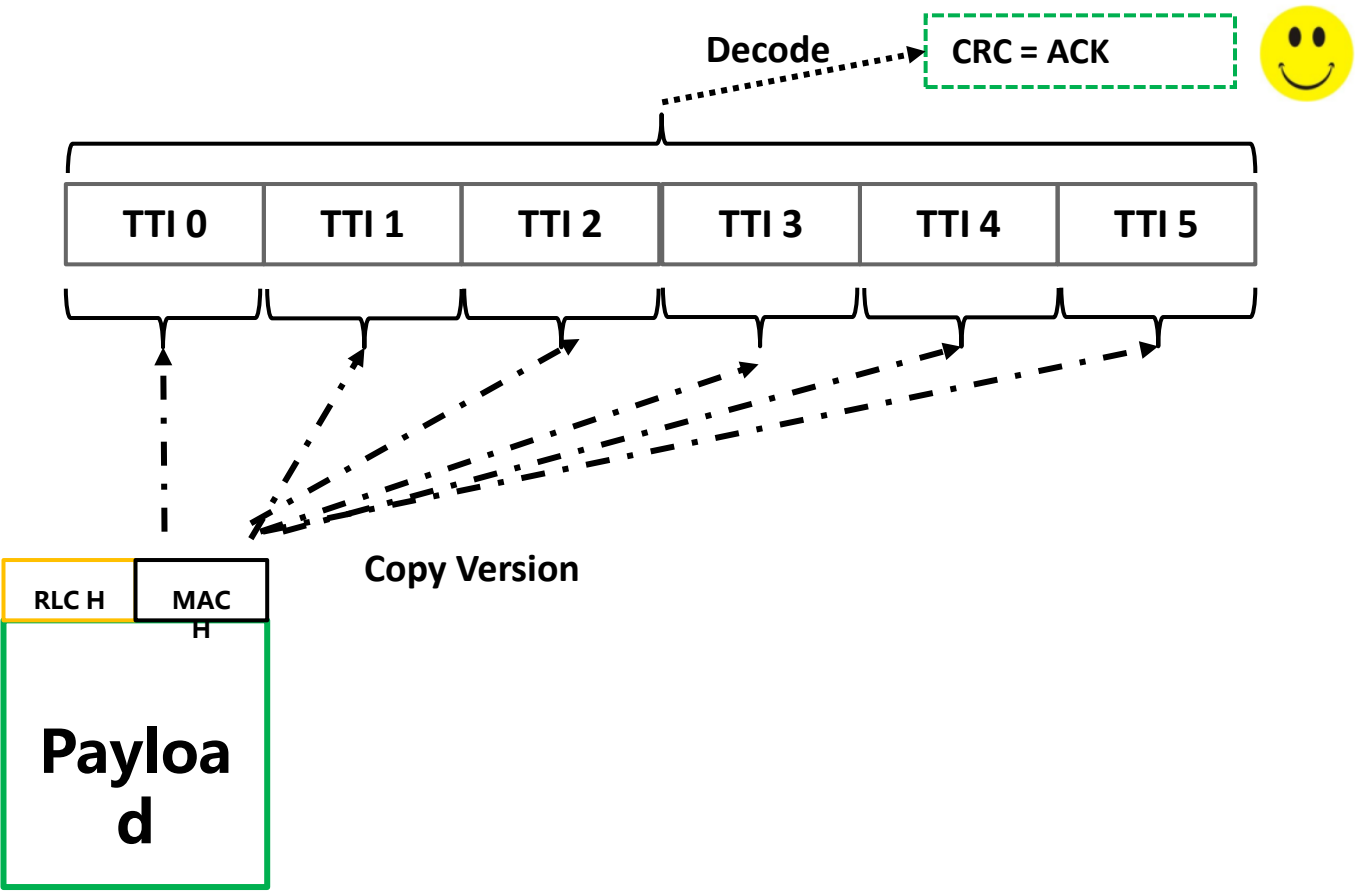 Decode
CRC = ACK
TTI 0
TTI 1
TTI 2
TTI 3
TTI 4
TTI 5
Copy Version
RLC H
MAC
H
Payloa
d